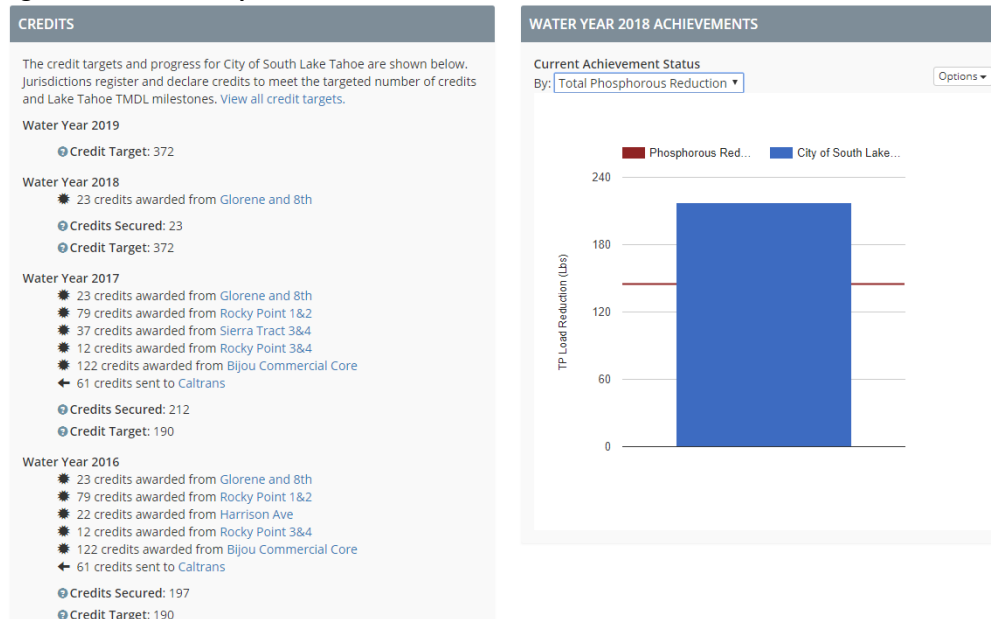 CREDITS
The credit targets and progress for City of South Lake Tahoe are shown below.
Jurisdictions register and declare credits to meet the targeted number of credits
and Lake Tahoe TMDL milestones. View all credit targets.
Water Year 2019
Credit Target: 372
Water Year 2018
23 credits awarded from Glorene and 8th
Credits Secured: 23
Credit Target: 372
Water Year 2017
23 credits awarded from Glorene and 8th
79 credits awarded from Rocky Point 1&2
37 credits awarded from Sierra Tract 3&4
12 credits awarded from Rocky Point 3&4
122 credits awarded from Bijou Commercial Core
61 credits sent to Caltrans
Credits Secured: 212
Credit Target: 190
Water Year 2016
23 credits awarded from Glorene and 8th
79 credits awarded from Rocky Point 1&2
22 credits awarded from Harrison Ave
12 credits awarded from Rocky Point 3&4
122 credits awarded from Bijou Commercial Core
61 credits sent to Caltrans
Credits Secured: 197
Credit Target: 190
WATER YEAR 2018 ACHIEVEMENTS
Current Achievement Status
By: Total Phosphorous Reduction
Options
Phosphorous Red... City of South Lake...
240
180
120
60
0
TP Load Reduction (Lbs)